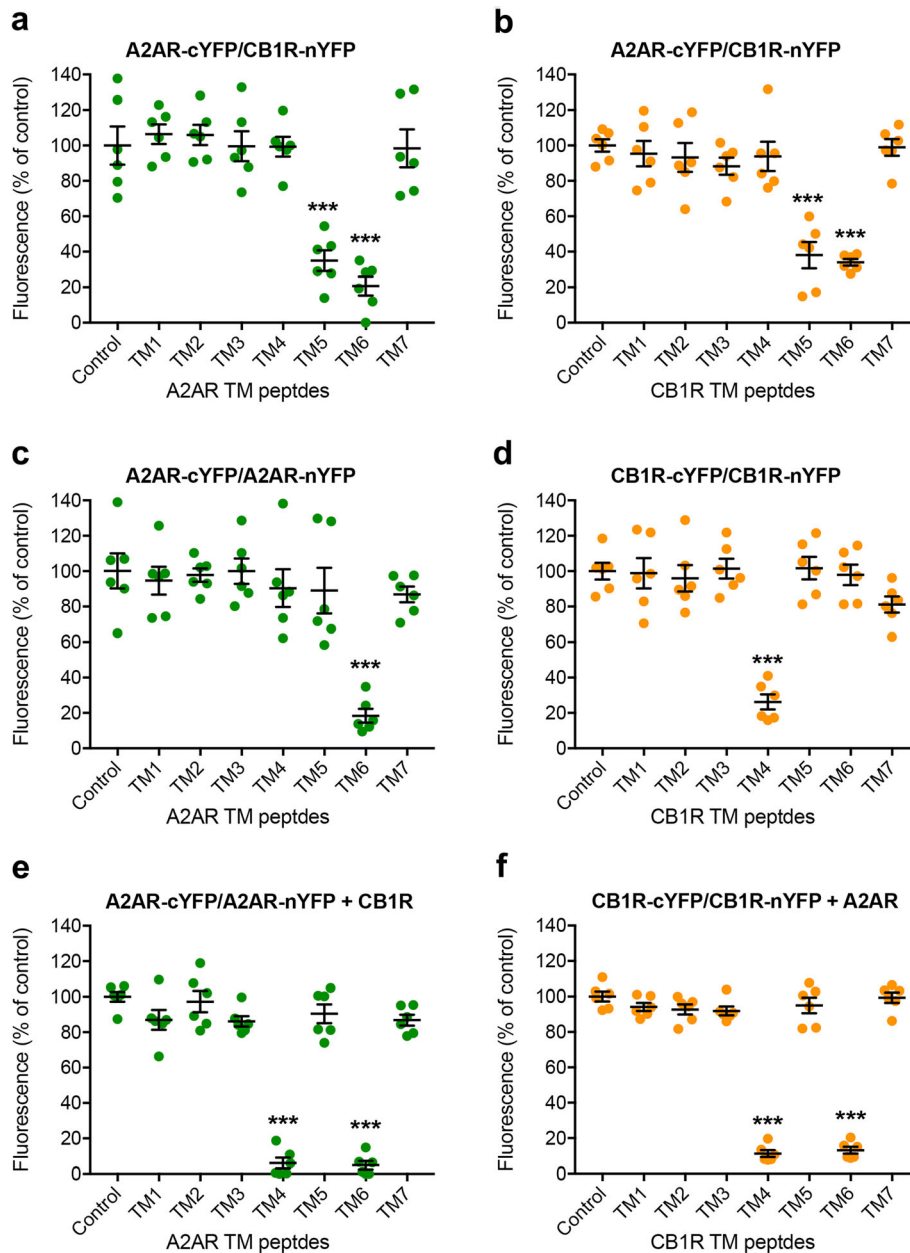 a
A2AR-cYFP/CB1R-nYFP
Fluorescence (% of control)
140
120
100
80
60
40
20
0
***
***
Control
TM1
TM2
TM3
TM4
TM5
TM6
TM7
A2AR TM peptdes
b
A2AR-cYFP/CB1R-nYFP
Fluorescence (% of control)
140
120
100
80
60
40
20
0
***
***
Control
TM1
TM2
TM3
TM4
TM5
TM6
TM7
CB1R TM peptdes
c
A2AR-cYFP/A2AR-nYFP
Fluorescence (% of control)
140
120
100
80
60
40
20
0
***
Control
TM1
TM2
TM3
TM4
TM5
TM6
TM7
A2AR TM peptdes
d
CB1R-cYFP/CB1R-nYFP
Fluorescence (% of control)
140
120
100
80
60
40
20
0
***
Control
TM1
TM2
TM3
TM4
TM5
TM6
TM7
CB1R TM peptdes
e
A2AR-cYFP/A2AR-nYFP + CB1R
Fluorescence (% of control)
140
120
100
80
60
40
20
0
***
***
Control
TM1
TM2
TM3
TM4
TM5
TM6
TM7
A2AR TM peptdes
f
CB1R-cYFP/CB1R-nYFP + A2AR
Fluorescence (% of control)
140
120
100
80
60
40
20
0
***
***
Control
TM1
TM2
TM3
TM4
TM5
TM6
TM7
CB1R TM peptdes